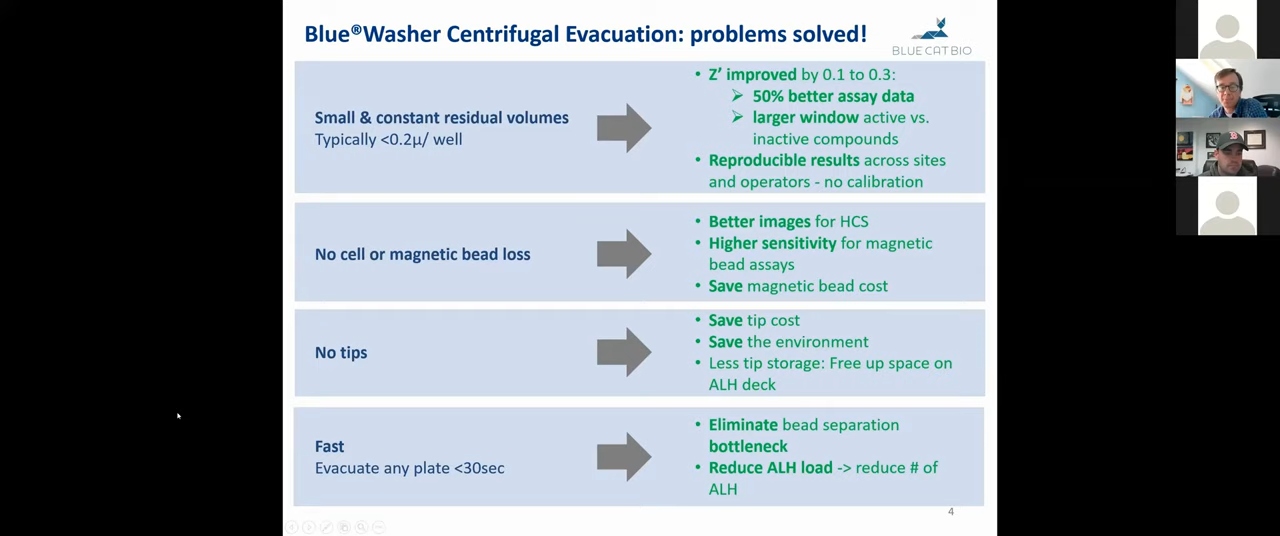 Blue®Washer Centrifugal Evacuation: problems solved!
BLUE CAT BIO
Small & constant residual volumes
Typically <0.2µ/ well
• Z’ improved by 0.1 to 0.3:
➢ 50% better assay data
➢ larger window active vs.
inactive compounds
• Reproducible results across sites
and operators - no calibration
No cell or magnetic bead loss
• Better images for HCS
• Higher sensitivity for magnetic
bead assays
• Save magnetic bead cost
No tips
• Save tip cost
• Save the environment
• Less tip storage: Free up space on
ALH deck
Fast
Evacuate any plate <30sec
• Eliminate bead separation
bottleneck
• Reduce ALH load -> reduce # of
ALH
4
B